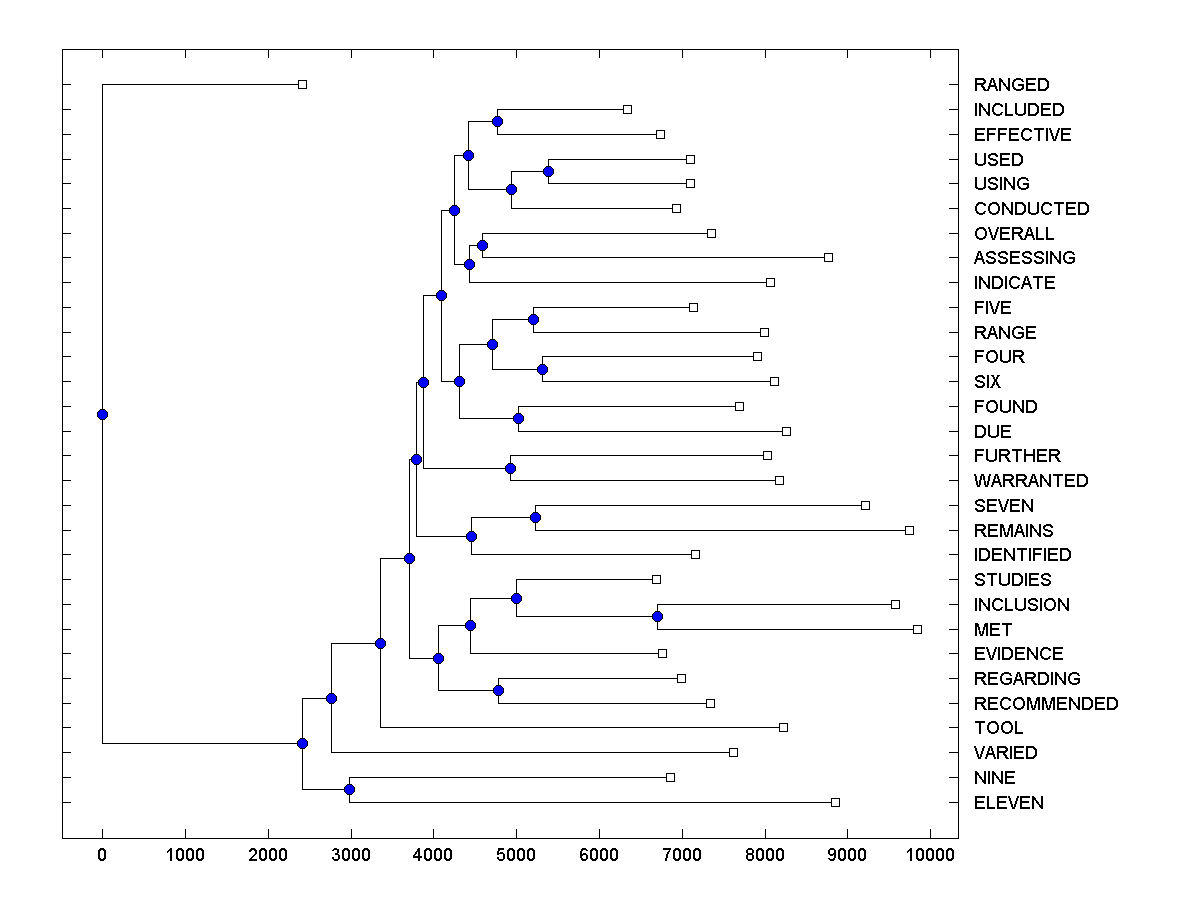 RANGED
INCLUDED
EFFECTIVE
USED
USING
CONDUCTED
OVERALL
ASSESSING
INDICATE
FIVE
RANGE
FOUR
SIX
FOUND
DUE
FURTHER
WARRANTED
SEVEN
REMAINS
IDENTIFIED
STUDIES
INCLUSION
MET
EVIDENCE
REGARDING
RECOMMENDED
TOOL
VARIED
NINE
ELEVEN
0 1000 2000 3000 4000 5000 6000 7000 8000 9000 10000